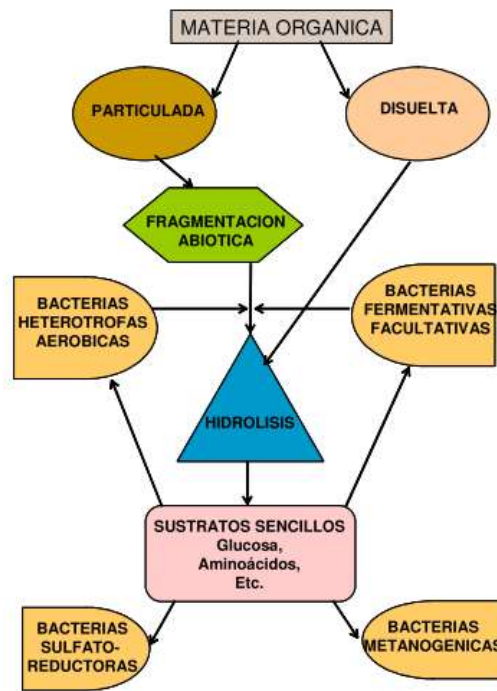 MATERIA ORGANICA
PARTICULADA
DISUELTA
FRAGMENTACION
ABIOTICA
BACTERIAS
HETEROTROFAS
AEROBICAS
BACTERIAS
FERMENTATIVAS
FACULTATIVAS
HIDROLISIS
SUSTRATOS SENCILLOS
Glucosa,
Aminoácidos,
Etc.
BACTERIAS
SULFATO-
REDUCTORAS
BACTERIAS
METANOGENICAS